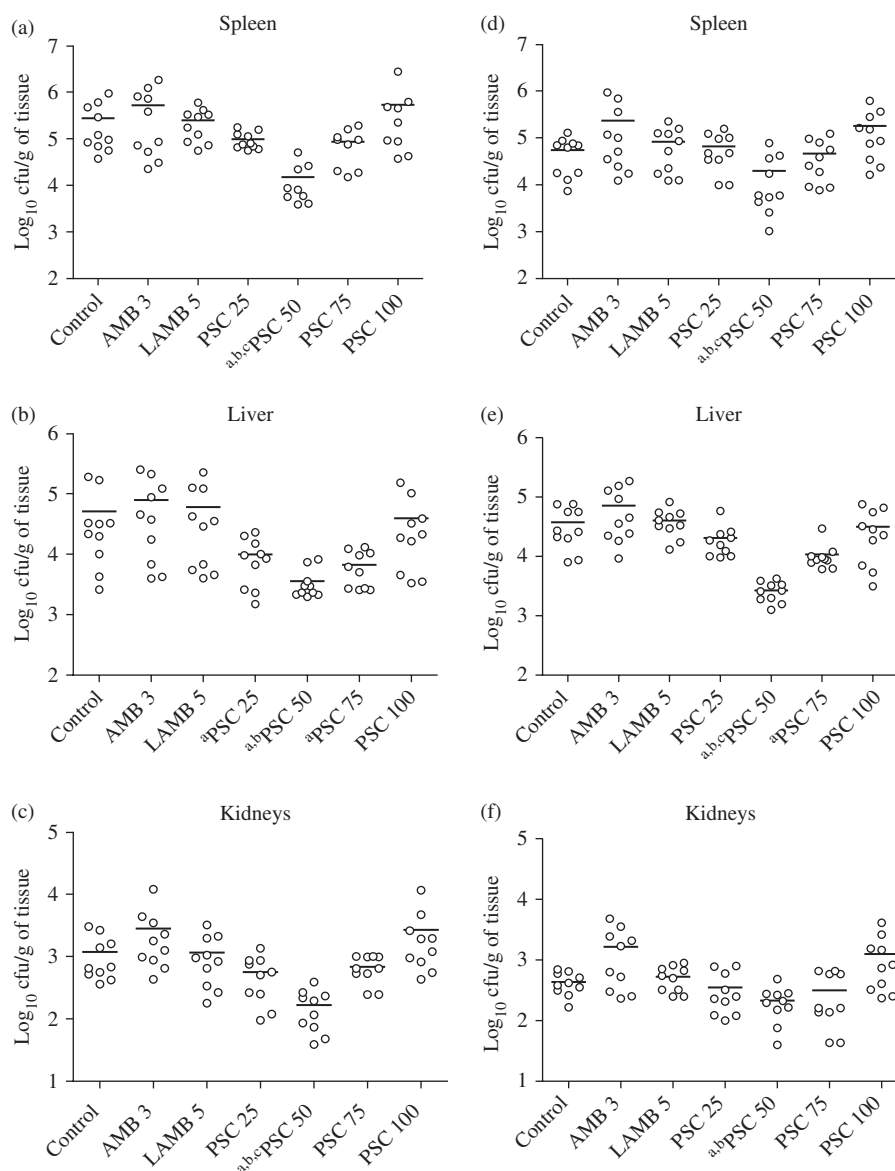 (a)
Spleen
Log10 cfu/g of tissue
7
6
5
4
3
2
Control
AMB 3
LAMB 5
PSC 25
a,b,cPSC 50
PSC 75
PSC 100
(d)
Spleen
Log10 cfu/g of tissue
7
6
5
4
3
2
Control
AMB 3
LAMB 5
PSC 25
a,b,cPSC 50
PSC 75
PSC 100
(b)
Liver
Log10 cfu/g of tissue
6
5
4
3
2
Control
AMB 3
LAMB 5
aPSC 25
a,bPSC 50
aPSC 75
PSC 100
(e)
Liver
Log10 cfu/g of tissue
6
5
4
3
2
Control
AMB 3
LAMB 5
PSC 25
a,b,cPSC 50
aPSC 75
PSC 100
(c)
Kidneys
Log10 cfu/g of tissue
5
4
3
2
1
Control
AMB 3
LAMB 5
PSC 25
a,b,cPSC 50
PSC 75
PSC 100
(f)
Kidneys
Log10 cfu/g of tissue
5
4
3
2
1
Control
AMB 3
LAMB 5
PSC 25
a,bPSC 50
PSC 75
PSC 100